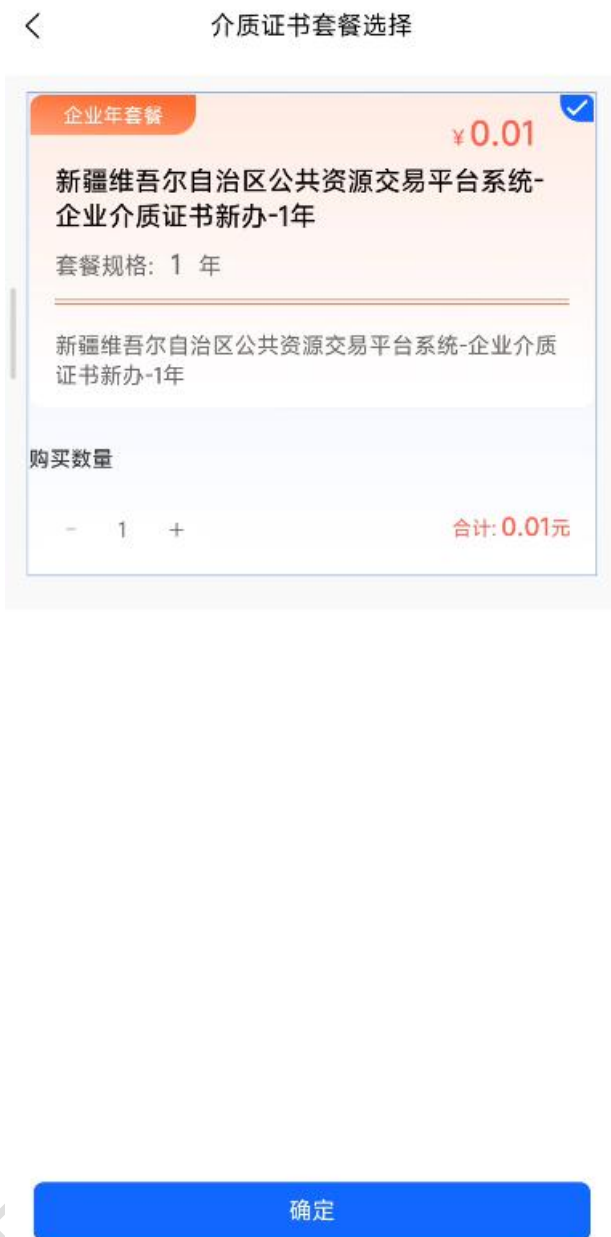 介质证书套餐选择
企业年套餐
¥0.01
新疆维吾尔自治区公共资源交易平台系统-
企业介质证书新办-1年
套餐规格: 1 年
新疆维吾尔自治区公共资源交易平台系统-企业介质
证书新办-1年
购买数量
- 1 +
合计: 0.01元
确定